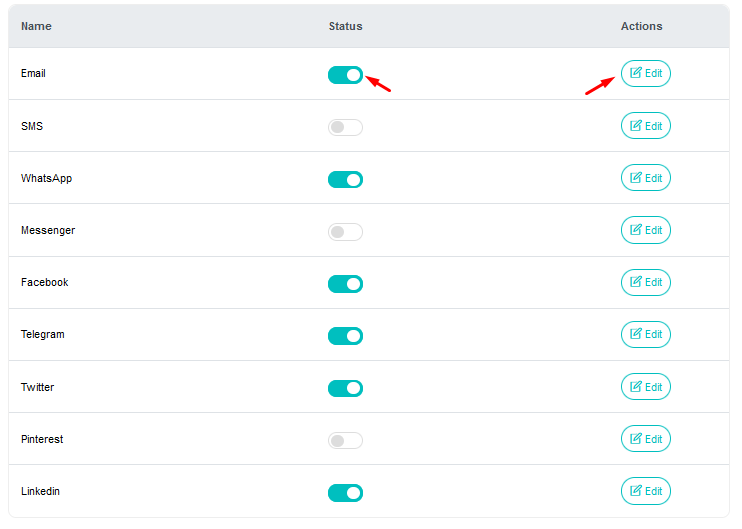 Name Status Actions
Email Edit
SMS Edit
WhatsApp Edit
Messenger Edit
Facebook Edit
Telegram Edit
Twitter Edit
Pinterest Edit
Linkedin Edit